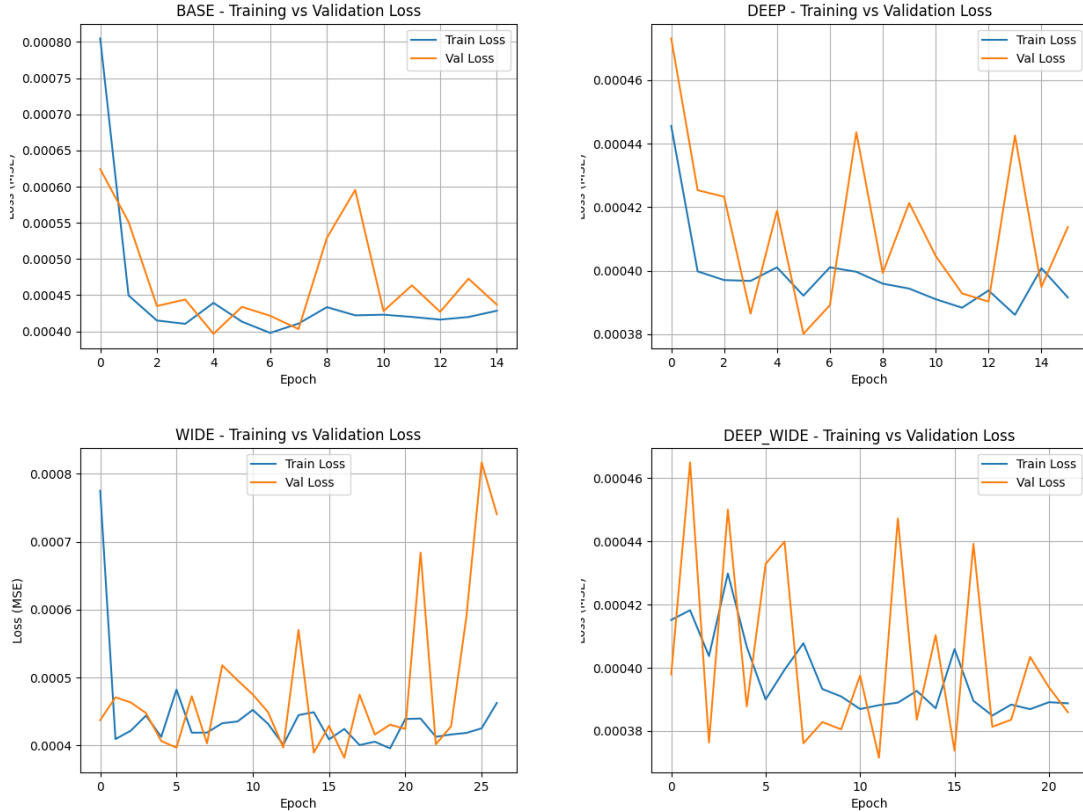 BASE - Training vs Validation Loss
Train Loss
Val Loss
0.00080
0.00075
0.00070
0.00065
0.00060
0.00055
0.00050
0.00045
0.00040
Loss (MSE)
0 2 4 6 8 10 12 14
Epoch
DEEP - Training vs Validation Loss
Train Loss
Val Loss
0.00046
0.00044
0.00042
0.00040
0.00038
Loss (MSE)
0 2 4 6 8 10 12 14
Epoch
WIDE - Training vs Validation Loss
Train Loss
Val Loss
0.0008
0.0007
0.0006
0.0005
0.0004
Loss (MSE)
0 5 10 15 20 25
Epoch
DEEP_WIDE - Training vs Validation Loss
Train Loss
Val Loss
0.00046
0.00044
0.00042
0.00040
0.00038
Loss (MSE)
0 5 10 15 20
Epoch